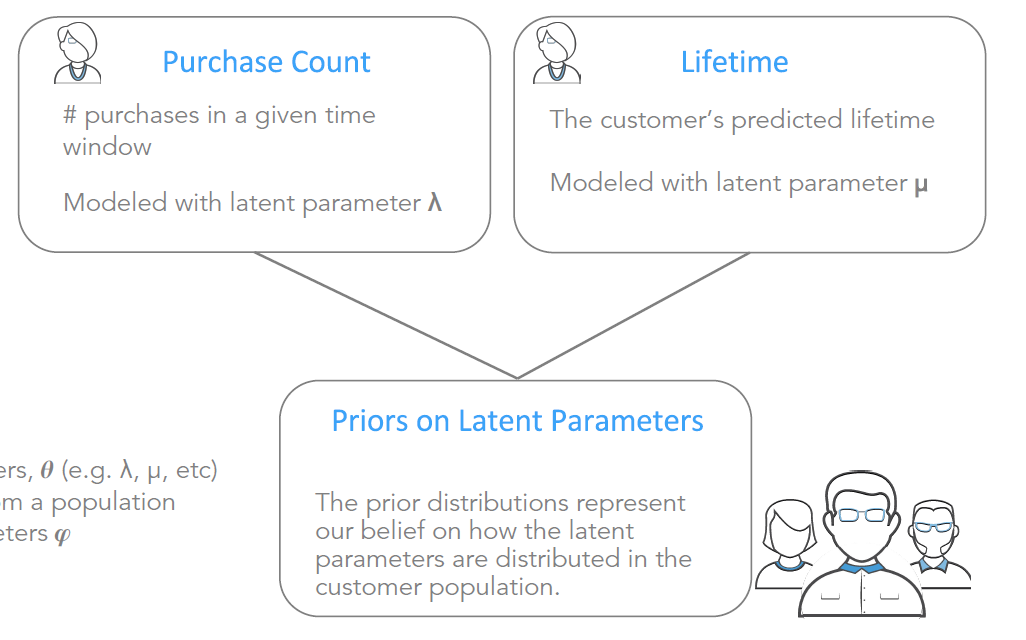 Purchase Count
# purchases in a given time
window
Modeled with latent parameter λ
Lifetime
The customer’s predicted lifetime
Modeled with latent parameter μ
Priors on Latent Parameters
The prior distributions represent
our belief on how the latent
parameters are distributed in the
customer population.
ers, θ (e.g. λ, μ, etc)
om a population
eters φ